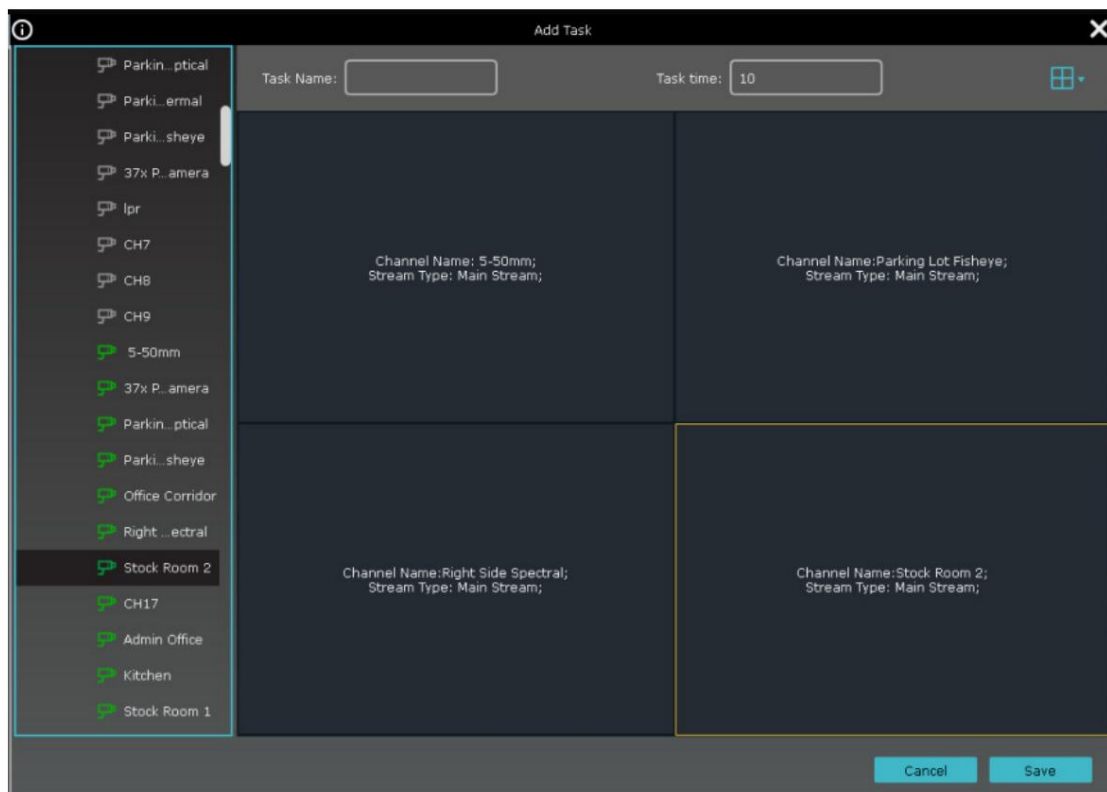 Add Task
Parkin...ptical
Parki...ermal
Parki...sheye
37x P...amera
lpr
CH7
CH8
CH9
5-50mm
37x P...amera
Parkin...ptical
Parki...sheye
Office Corridor
Right ...ectral
Stock Room 2
CH17
Admin Office
Kitchen
Stock Room 1
Task Name:
Task time: 10
Channel Name: 5-50mm;
Stream Type: Main Stream;
Channel Name:Parking Lot Fisheye;
Stream Type: Main Stream;
Channel Name:Right Side Spectral;
Stream Type: Main Stream;
Channel Name:Stock Room 2;
Stream Type: Main Stream;
Cancel
Save